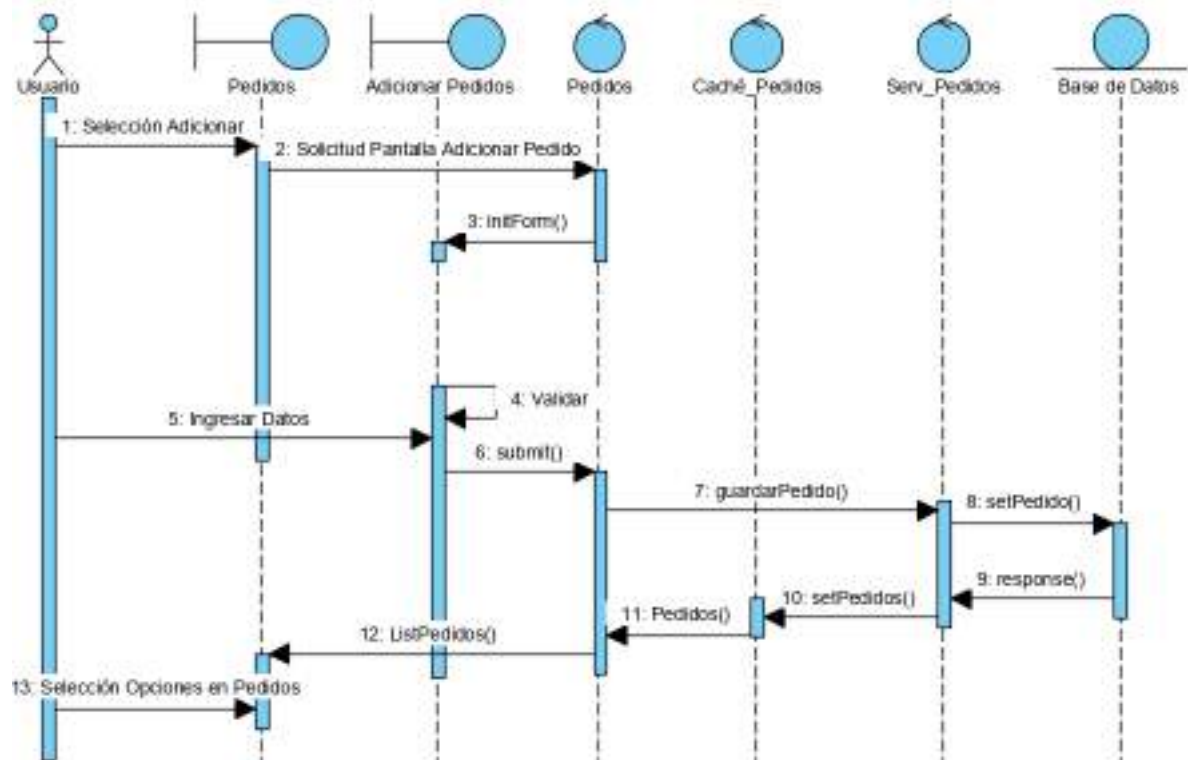 Usuario
Pedidos
Adicionar Pedidos
Pedidos
Caché_Pedidos
Serv_Pedidos
Base de Datos
1: Selección Adicionar
2: Solicitud Pantalla Adicionar Pedido
3: initForm()
4: Validar
5: Ingresar Datos
6: submit()
7: guardarPedido()
8: setPedido()
9: response()
10: setPedidos()
11: Pedidos()
12: ListPedidos()
13: Selección Opciones en Pedidos